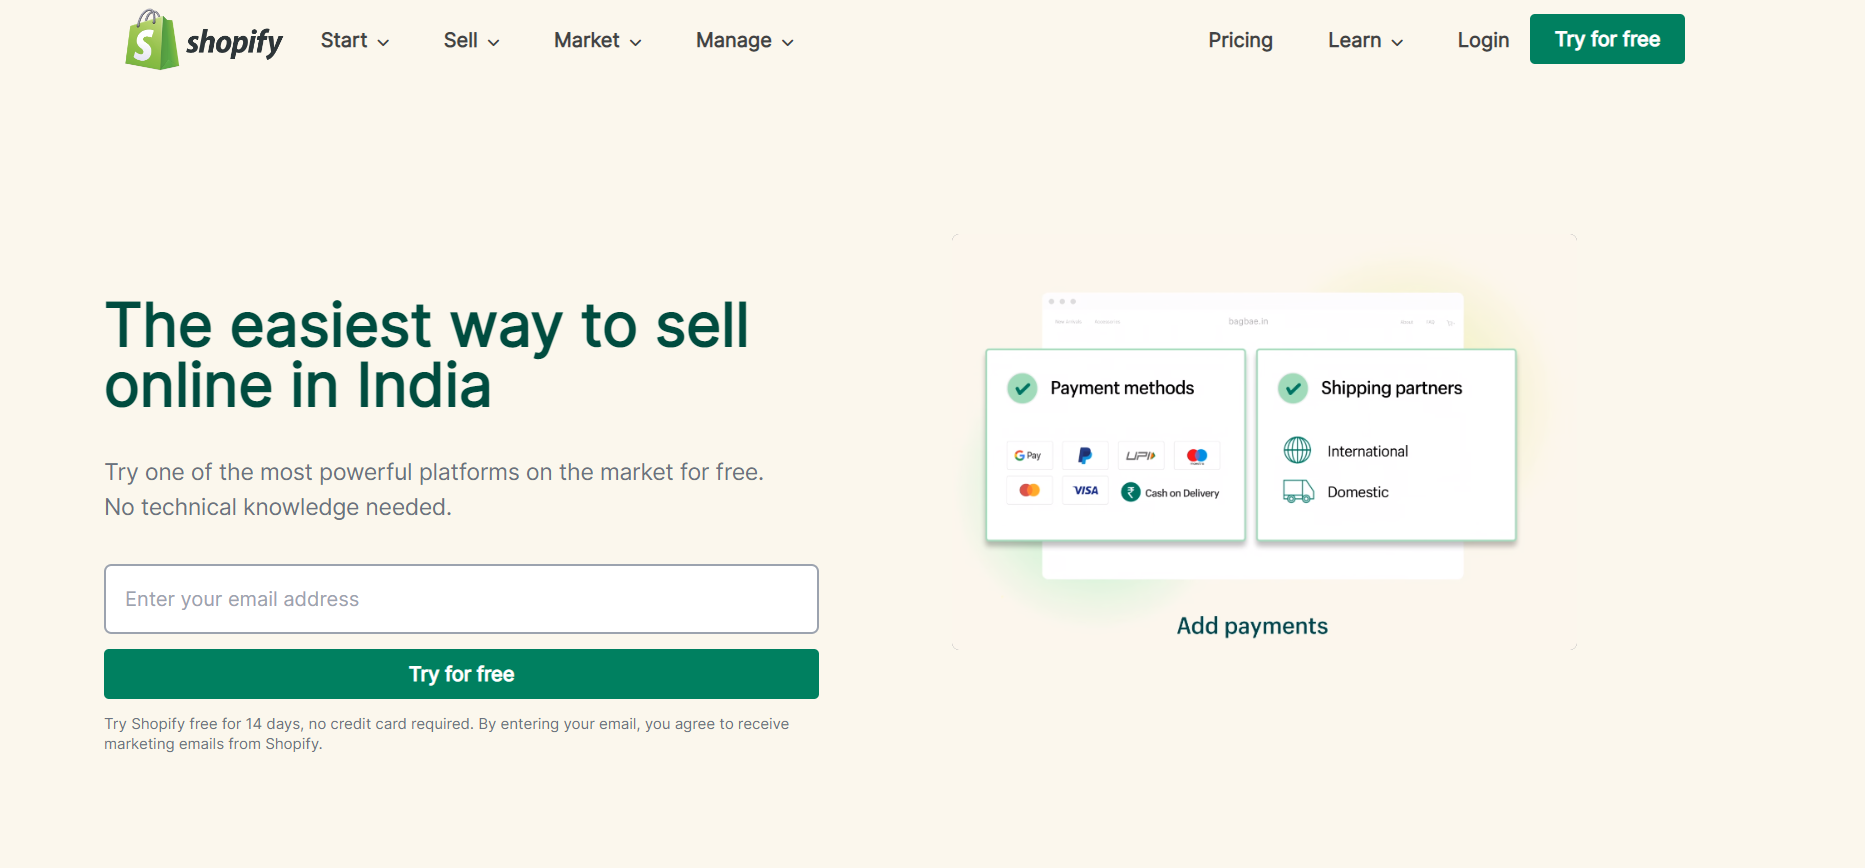 shopify
Start
Sell
Market
Manage
Pricing
Learn
Login
Try for free
The easiest way to sell
online in India
Try one of the most powerful platforms on the market for free.
No technical knowledge needed.
Enter your email address
Try for free
Try Shopify free for 14 days, no credit card required. By entering your email, you agree to receive
marketing emails from Shopify.
bagbae.in
Payment methods
G Pay
UPI
VISA
₹ Cash on Delivery
Shipping partners
International
Domestic
Add payments